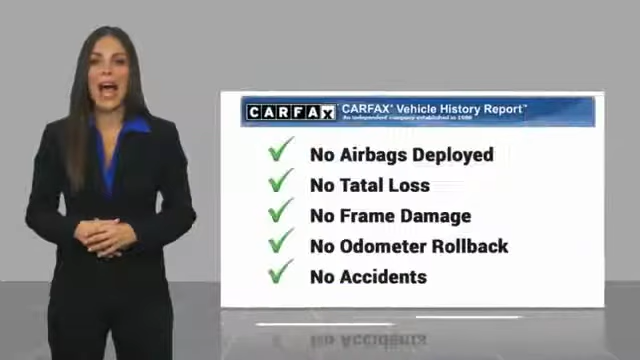 CARFAX CARFAX® Vehicle History Report™
An independent company established in 1986
No Airbags Deployed
No Tatal Loss
No Frame Damage
No Odometer Rollback
No Accidents